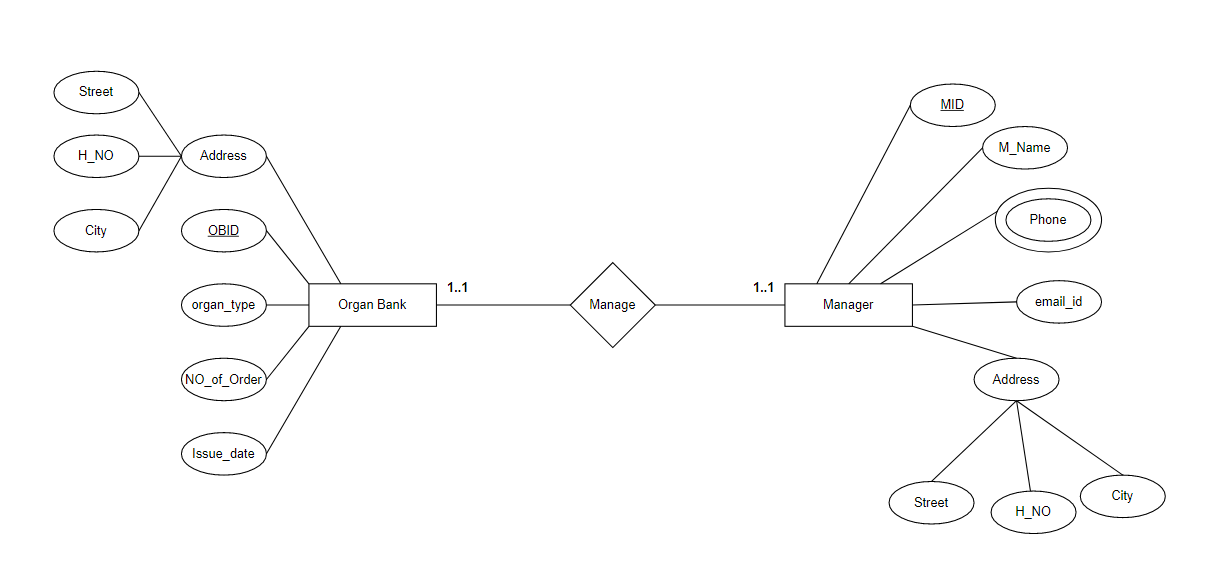 Street
H_NO
City
Address
OBID
organ_type
NO_of_Order
Issue_date
Organ Bank
1..1
Manage
1..1
Manager
MID
M_Name
Phone
email_id
Address
Street
H_NO
City